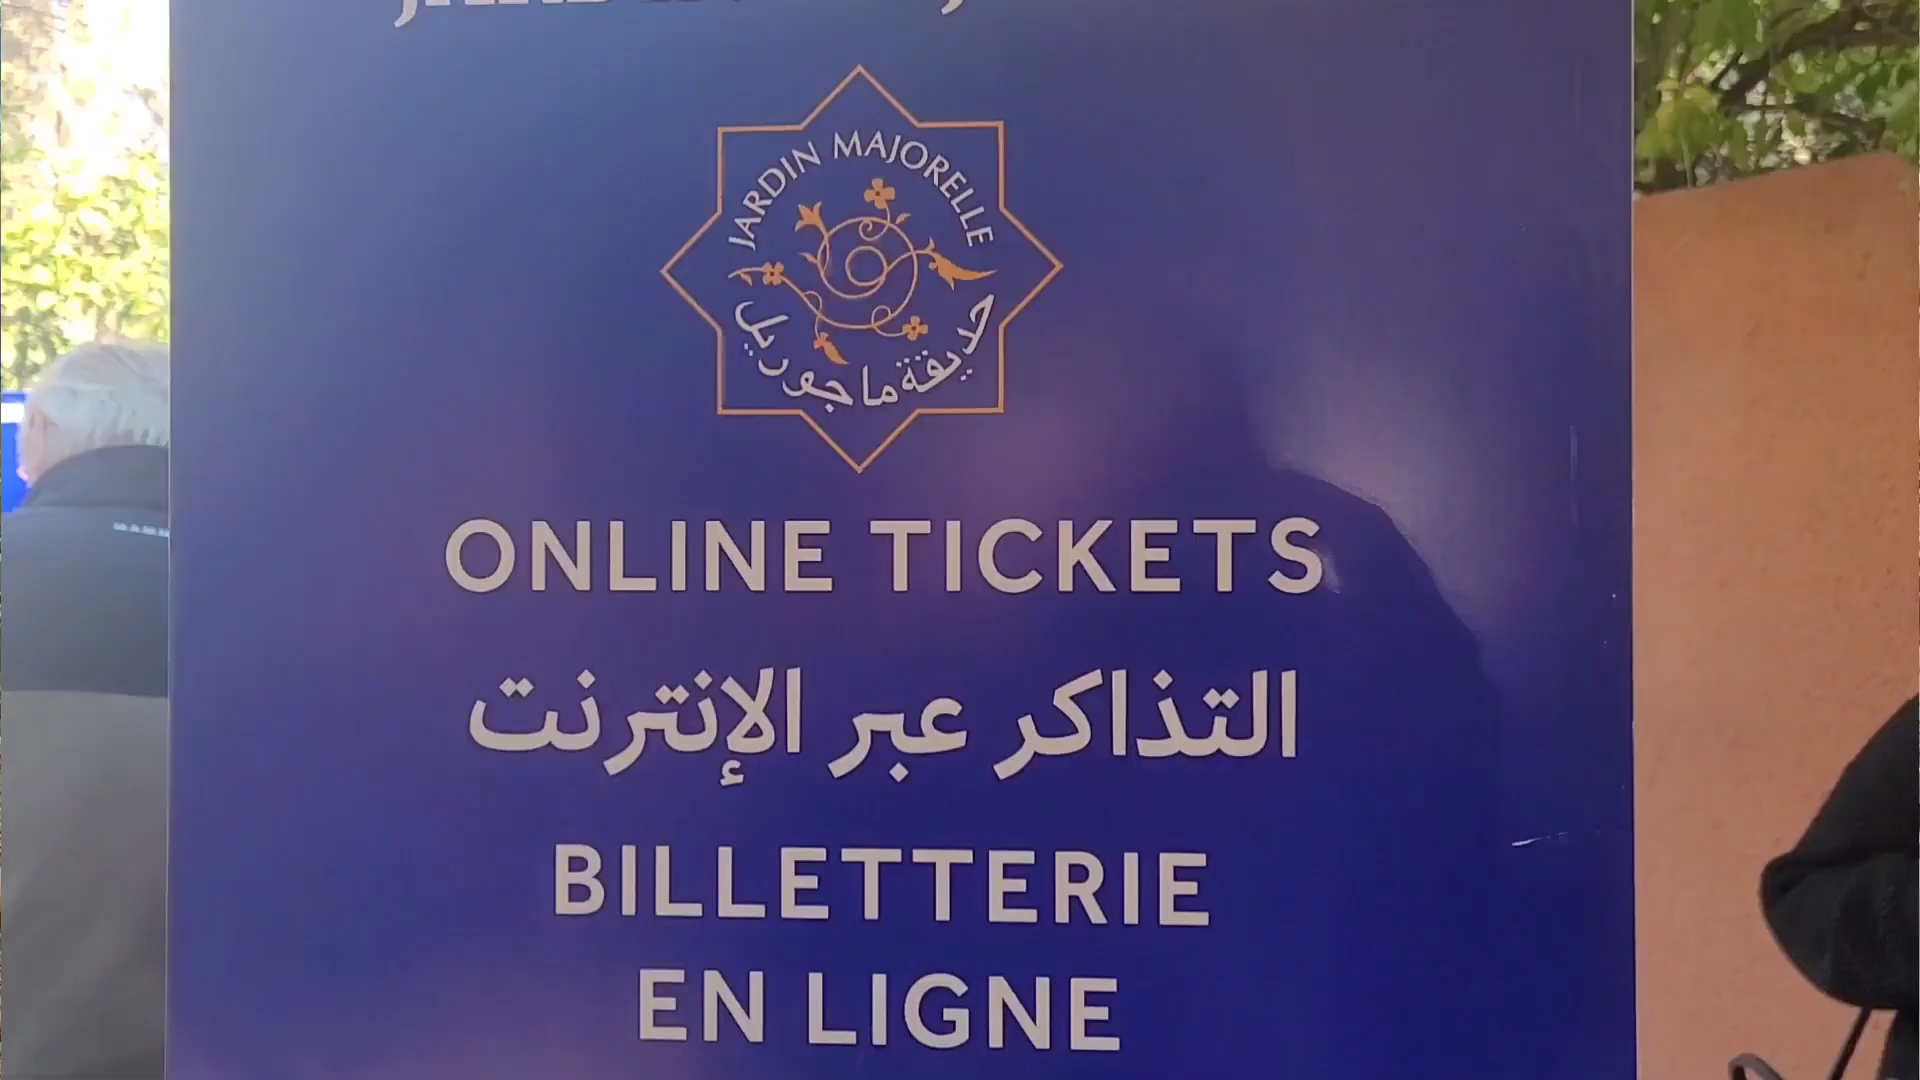 JARDIN MAJORELLE
حديقة ماجوريل
ONLINE TICKETS
التذاكر عبر الإنترنت
BILLETTERIE
EN LIGNE